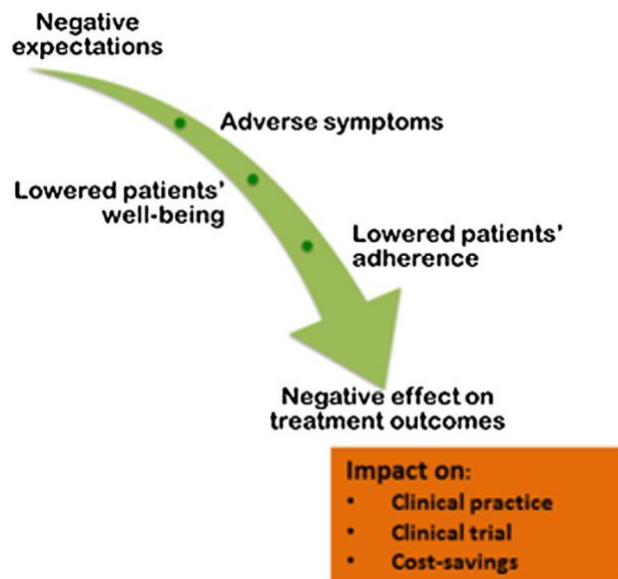 Negative
expectations
Adverse symptoms
Lowered patients'
well-being
Lowered patients'
adherence
Negative effect on
treatment outcomes
Impact on:
• Clinical practice
• Clinical trial
• Cost-savings